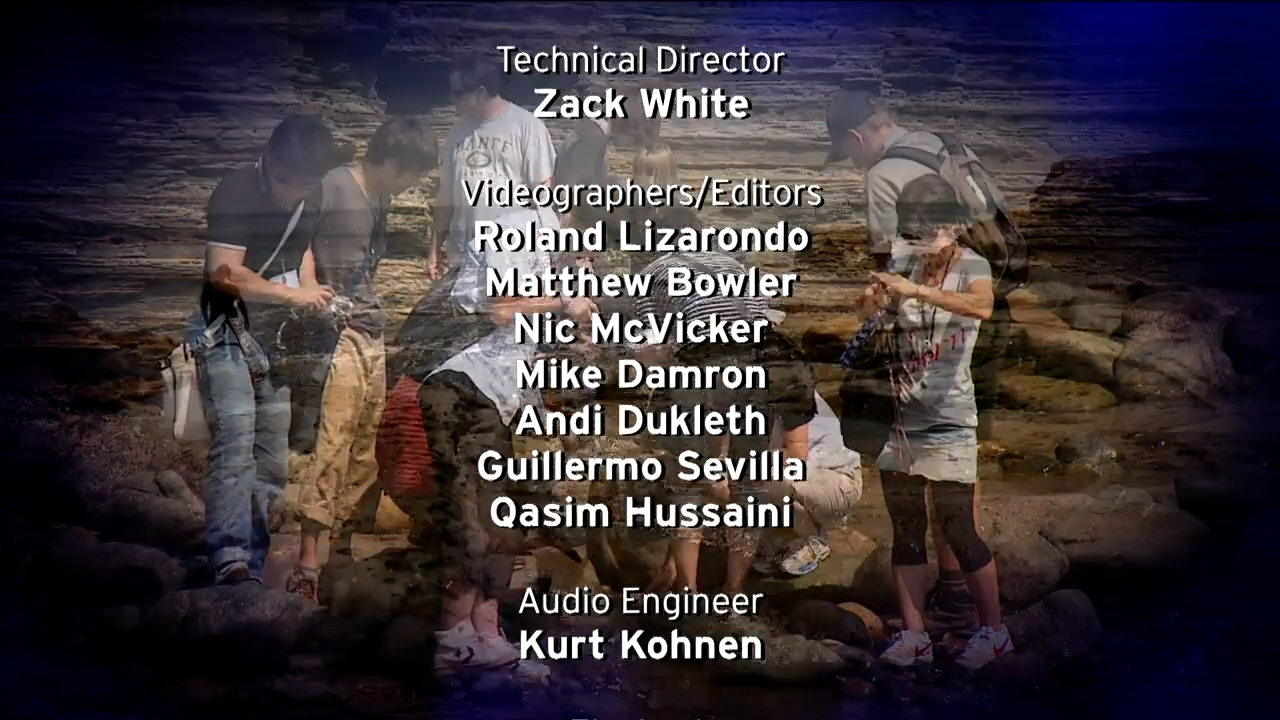 Technical Director
Zack White
Videographers/Editors
Roland Lizarondo
Matthew Bowler
Nic McVicker
Mike Damron
Andi Dukleth
Guillermo Sevilla
Qasim Hussaini
Audio Engineer
Kurt Kohnen